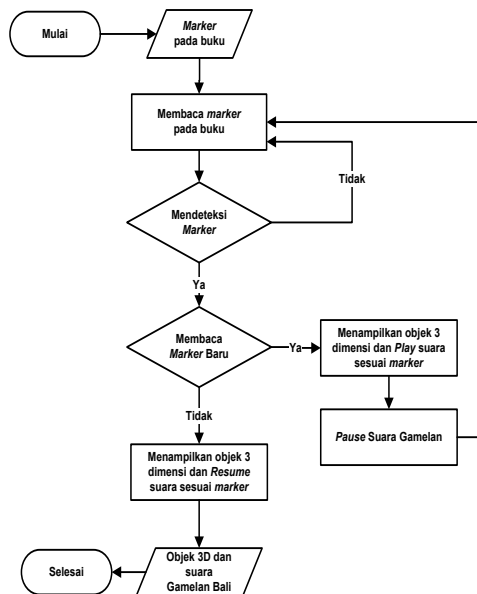 Mulai
Marker
pada buku
Membaca marker
pada buku
Tidak
Mendeteksi
Marker
Ya
Membaca
Marker Baru
Ya
Menampilkan objek 3
dimensi dan Play suara
sesuai marker
Tidak
Pause Suara Gamelan
Menampilkan objek 3
dimensi dan Resume
suara sesuai marker
Selesai
Objek 3D dan
suara
Gamelan Bali